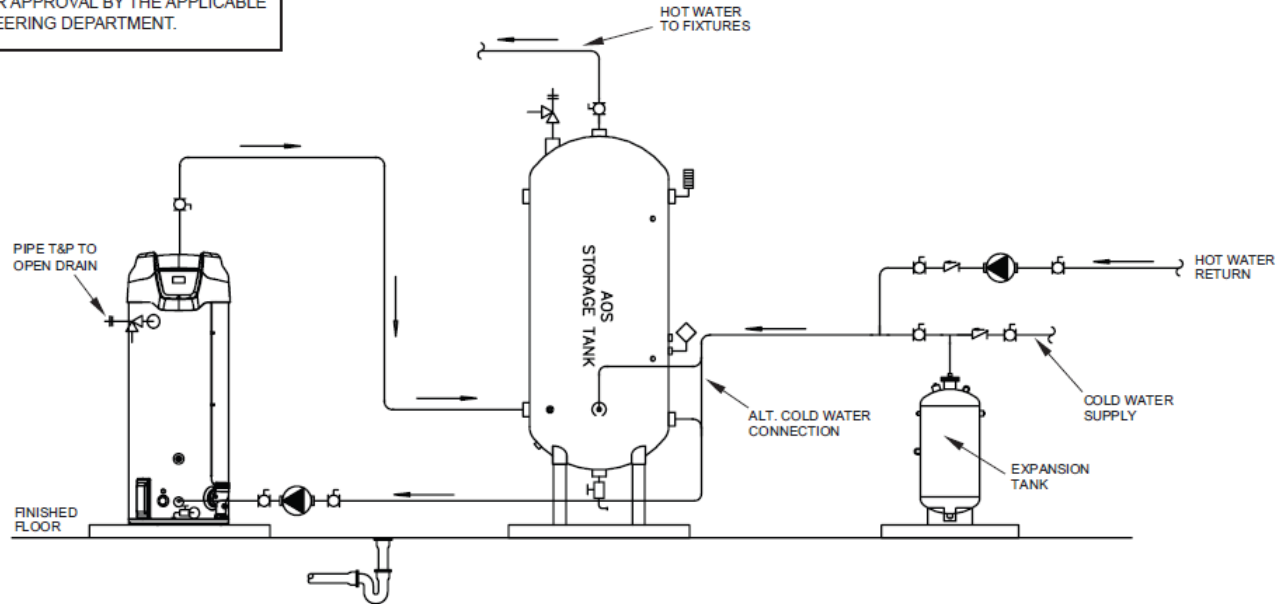 APPROVAL BY THE APPLICABLE
DEPARTMENT.
HOT WATER
TO FIXTURES
PIPE T&P TO
OPEN DRAIN
AOS
STORAGE TANK
HOT WATER
RETURN
COLD WATER
SUPPLY
ALT. COLD WATER
CONNECTION
EXPANSION
TANK
FINISHED
FLOOR